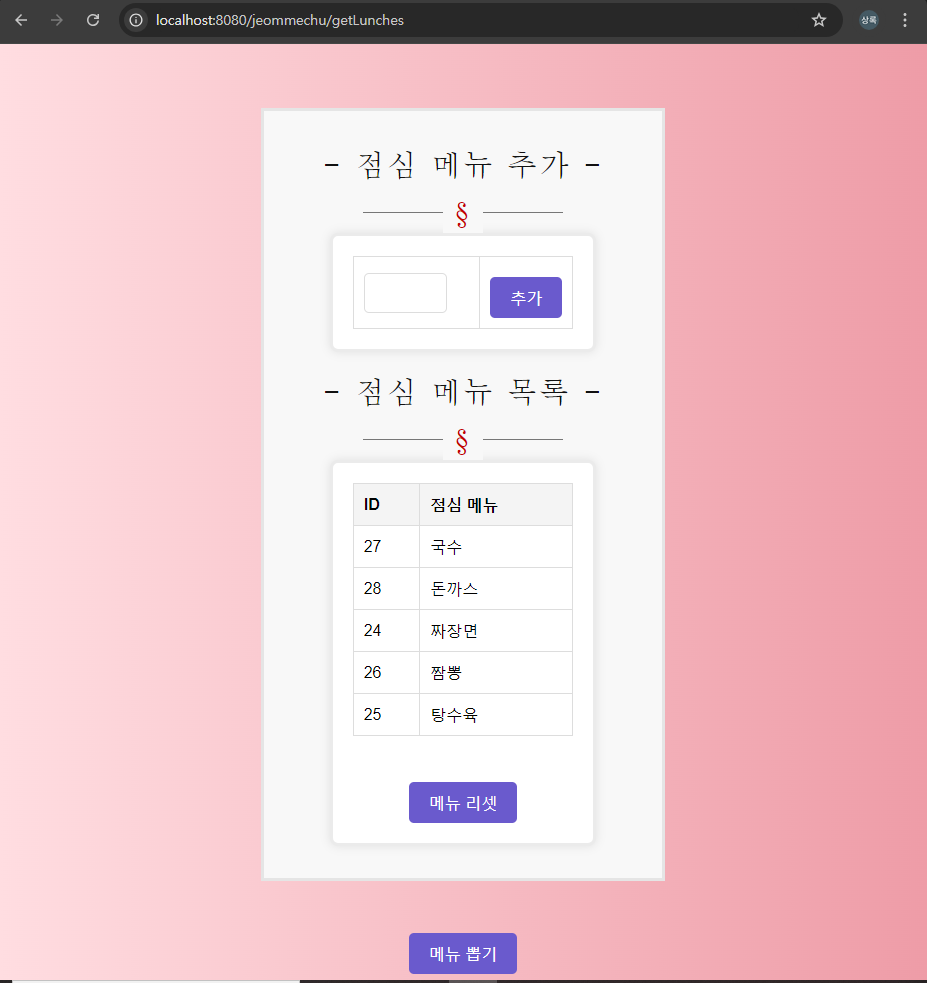 localhost:8080/jeommechu/getLunches
상록
- 점심 메뉴 추가 -
§
추가
- 점심 메뉴 목록 -
§
ID 점심 메뉴
27 국수
28 돈까스
24 짜장면
26 짬뽕
25 탕수육
메뉴 리셋
메뉴 뽑기